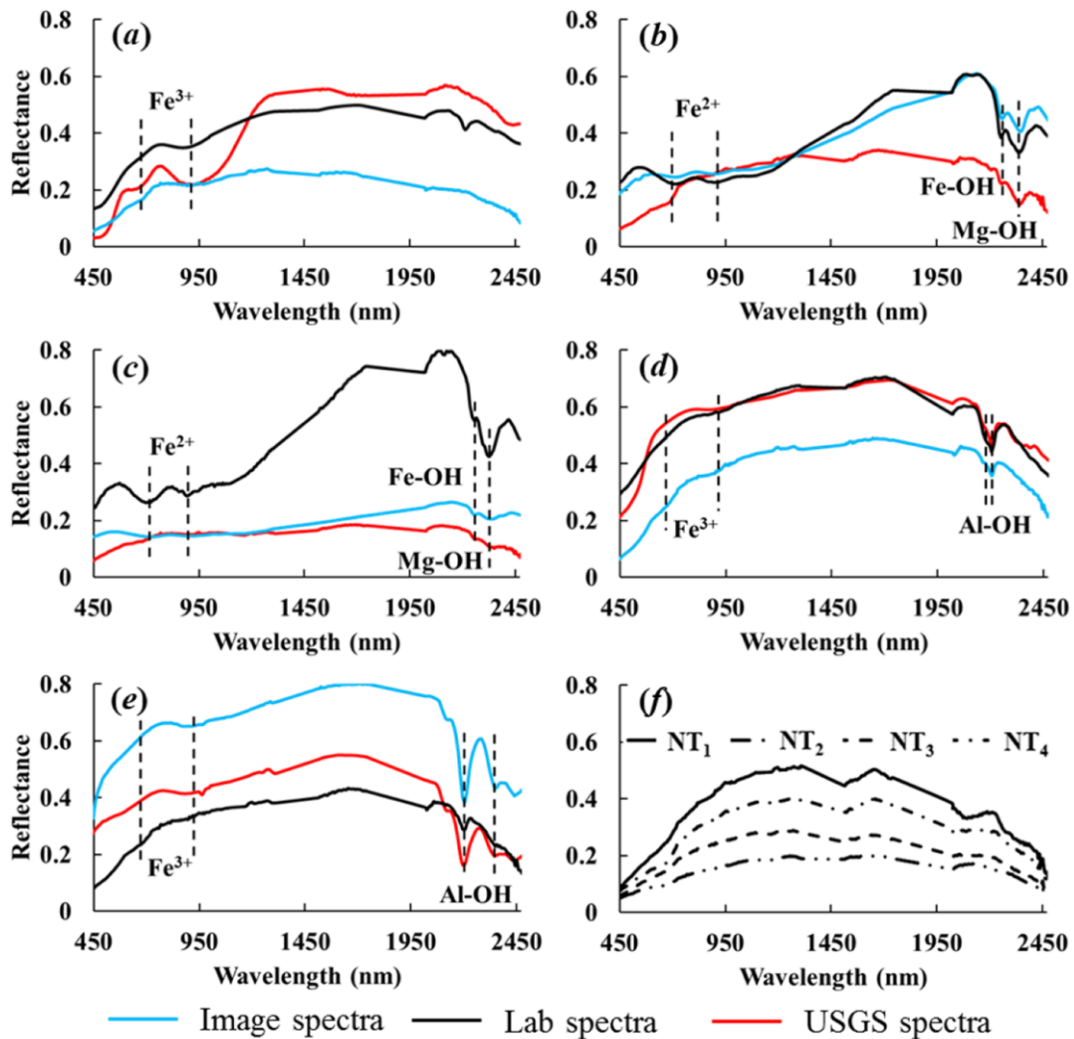 (a)
0.8
0.6
0.4
0.2
0
Reflectance
Fe3+
450 950 1450 1950 2450
Wavelength (nm)
(b)
0.8
0.6
0.4
0.2
0
Fe2+
Fe-OH
Mg-OH
450 950 1450 1950 2450
Wavelength (nm)
(c)
0.8
0.6
0.4
0.2
0
Reflectance
Fe2+
Fe-OH
Mg-OH
450 950 1450 1950 2450
Wavelength (nm)
(d)
0.8
0.6
0.4
0.2
0
Fe3+
Al-OH
450 950 1450 1950 2450
Wavelength (nm)
(e)
0.8
0.6
0.4
0.2
0
Reflectance
Fe3+
Al-OH
450 950 1450 1950 2450
Wavelength (nm)
(f)
0.8
0.6
0.4
0.2
0
NT1 NT2 NT3 NT4
450 950 1450 1950 2450
Wavelength (nm)
Image spectra Lab spectra USGS spectra